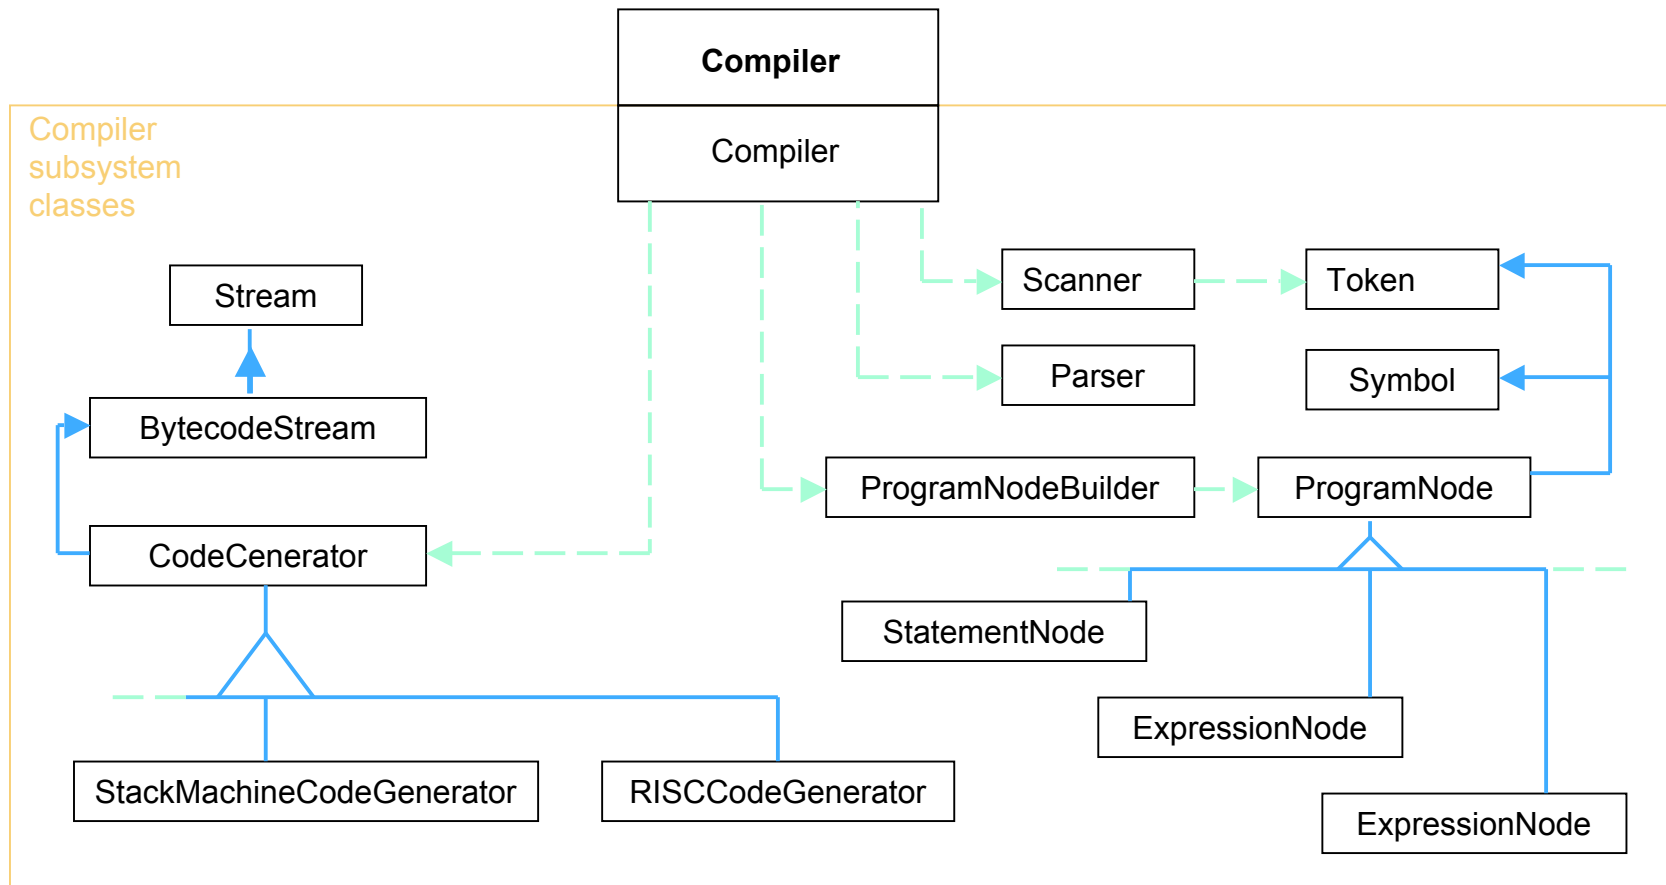 Compiler
Compiler
Compiler
subsystem
classes
Stream
Scanner
Token
BytecodeStream
Parser
Symbol
CodeCenerator
ProgramNodeBuilder
ProgramNode
StatementNode
ExpressionNode
StackMachineCodeGenerator
RISCCodeGenerator
ExpressionNode